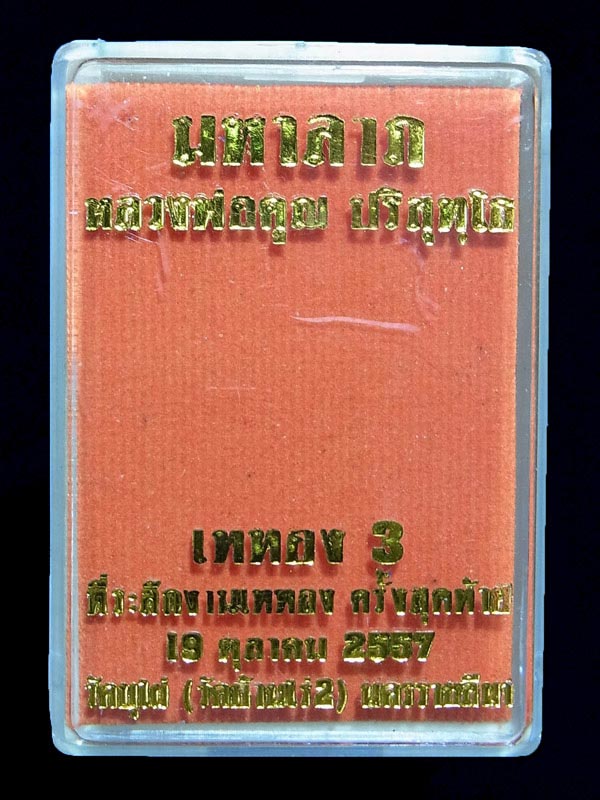 มหาลาภ
หลวงพ่อคูณ ปริสุทฺโธ
เททอง 3
ที่ระลึกงานเททอง ครั้งสุดท้าย
19 ตุลาคม 2557
วัดบุไผ่ (วัดบ้านไร่2) นครราชสีมา